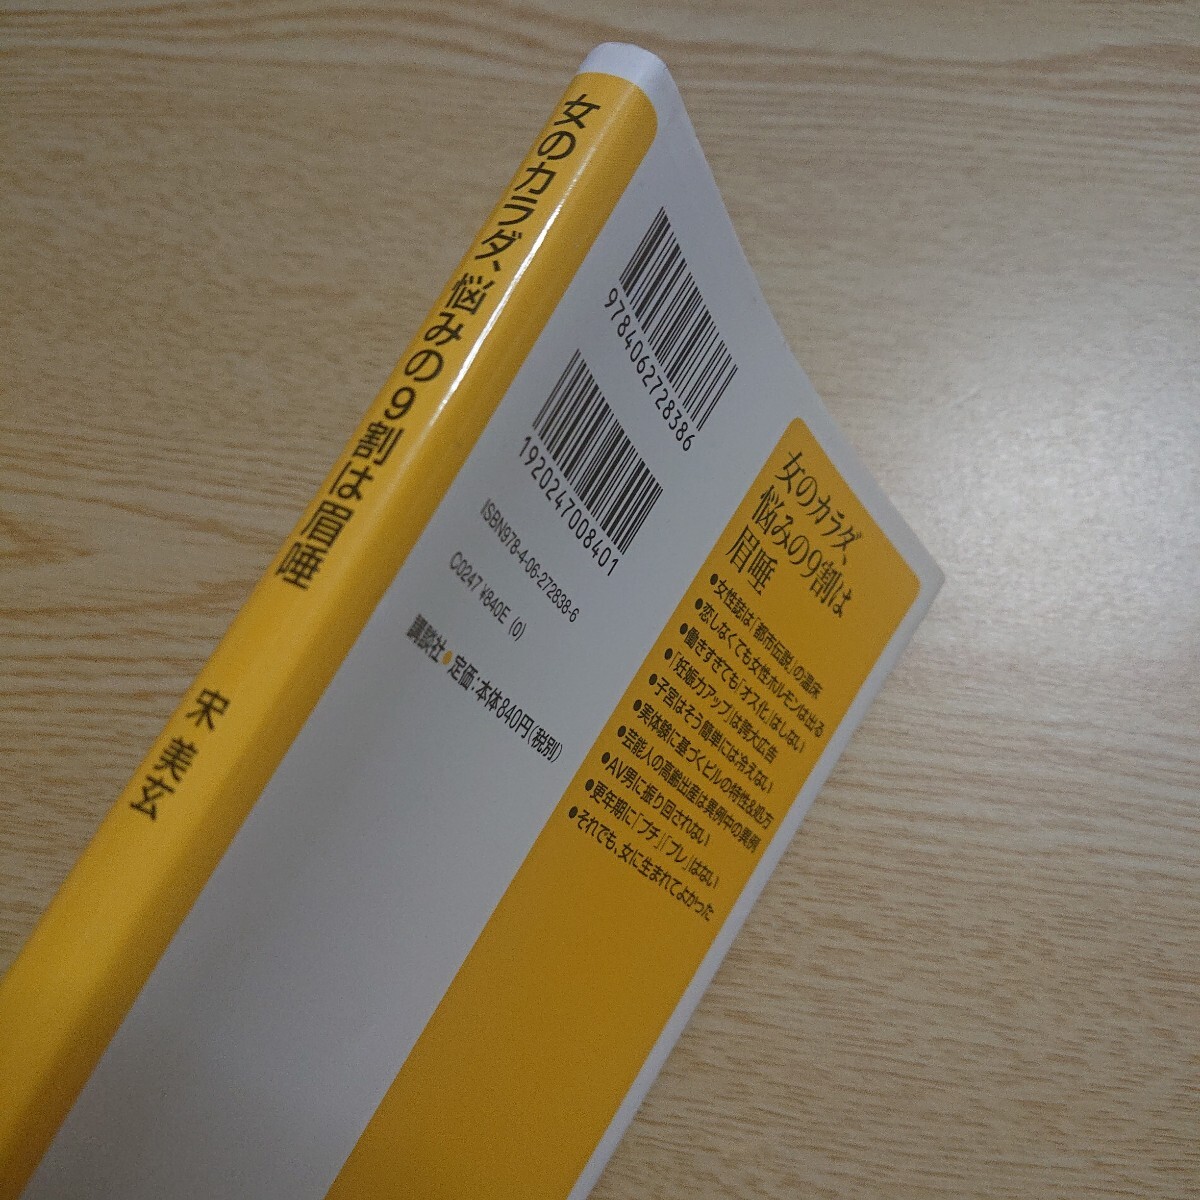 女のカラダ、悩みの9割は眉唾
宋美玄
9784062728386
1920247008401
ISBN978-4-06-272838-6
C0247 ¥840E (0)
講談社●定価:本体840円(税別)
女のカラダ、
悩みの9割は
眉唾
●女性誌は「都市伝説」の温床
●恋しなくても女性ホルモンは出る
●働きすぎても「オス化」はしない
●「妊娠力アップ」は誇大広告
●子宮はそう簡単には冷えない
●実体験に基づくピルの特性&処方
●芸能人の高齢出産は異例中の異例
●AV男に振り回されない
●更年期に「プチ」「プレ」はない
●それでも、女に生まれてよかった